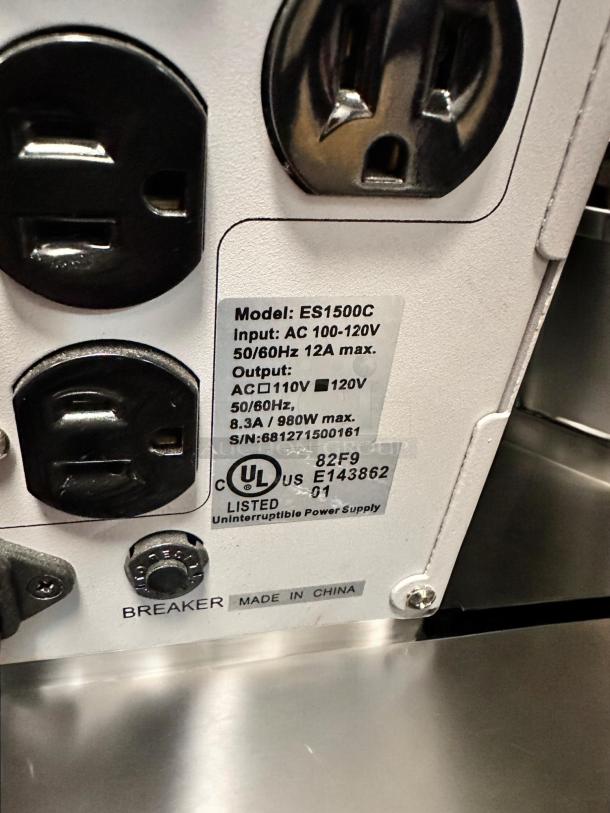 Model: ES1500C
Input: AC 100-120V
50/60Hz 12A max.
Output:
AC☐110V ■120V
50/60Hz,
8.3A / 980W max.
S/N:681271500161
C UL ® US
LISTED
82F9
E143862
01
Uninterruptible Power Supply
BREAKER
MADE IN CHINA